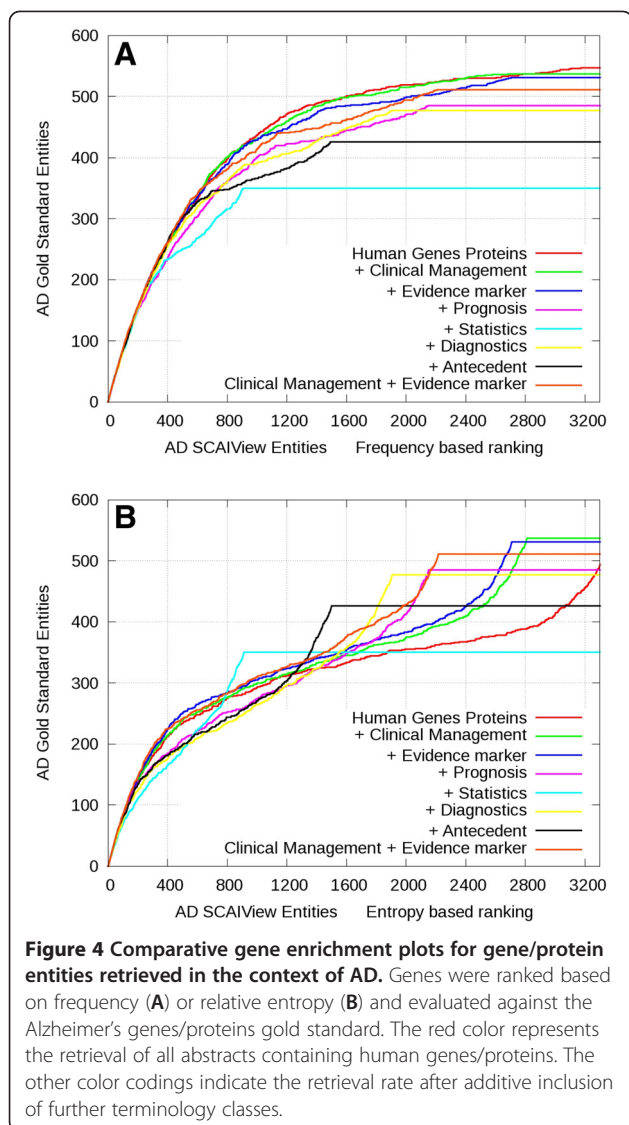 600
A
500
400
300
200
100
0
AD Gold Standard Entities
Human Genes Proteins
+ Clinical Management
+ Evidence marker
+ Prognosis
+ Statistics
+ Diagnostics
+ Antecedent
Clinical Management + Evidence marker
0 400 800 1200 1600 2000 2400 2800 3200
AD SCAIView Entities Frequency based ranking
600
B
500
400
300
200
100
0
AD Gold Standard Entities
Human Genes Proteins
+ Clinical Management
+ Evidence marker
+ Prognosis
+ Statistics
+ Diagnostics
+ Antecedent
Clinical Management + Evidence marker
0 400 800 1200 1600 2000 2400 2800 3200
AD SCAIView Entities Entropy based ranking
Figure 4 Comparative gene enrichment plots for gene/protein
entities retrieved in the context of AD. Genes were ranked based
on frequency (A) or relative entropy (B) and evaluated against the
Alzheimer's genes/proteins gold standard. The red color represents
the retrieval of all abstracts containing human genes/proteins. The
other color codings indicate the retrieval rate after additive inclusion
of further terminology classes.